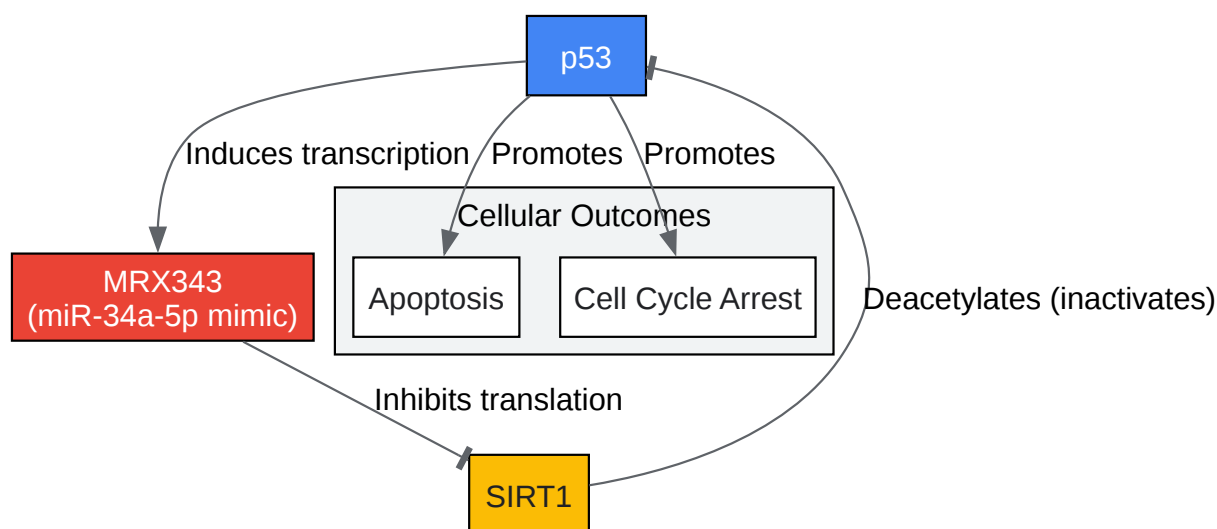 p53
Induces transcription
Promotes
Promotes
Cellular Outcomes
MRX343
(miR-34a-5p mimic)
Apoptosis
Cell Cycle Arrest
Deacetylates (inactivates)
Inhibits translation
SIRT1